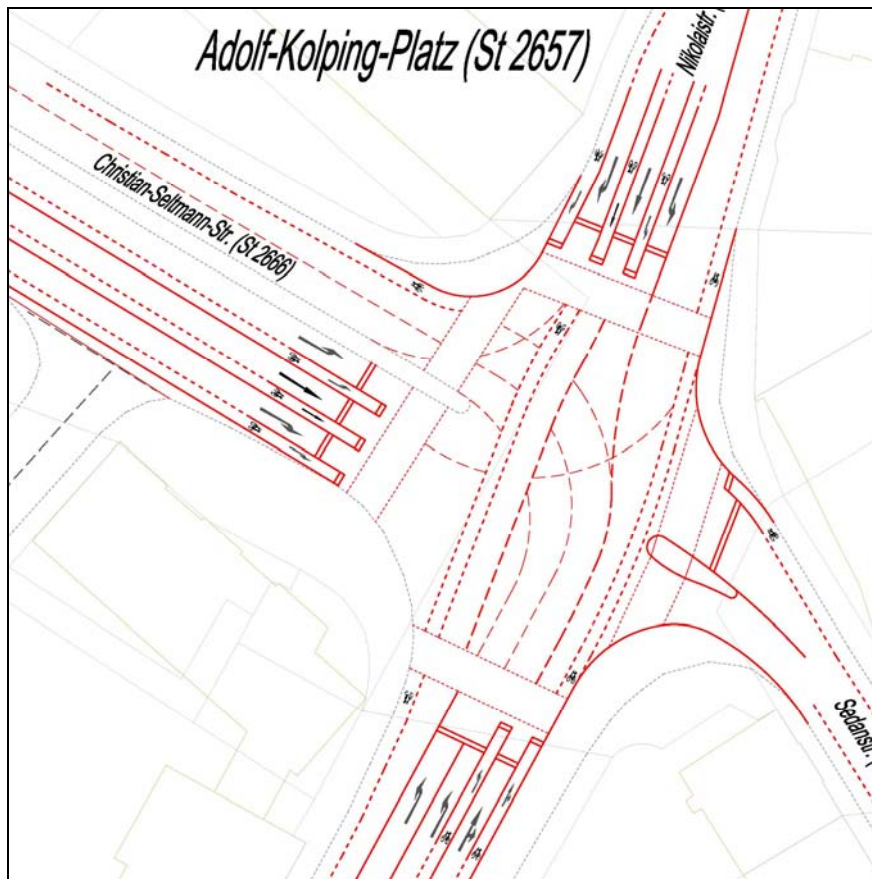 Adolf-Kolping-Platz (St 2657)
Nikolaistr. (
Christian-Seltmann-Str. (St 2666)
Sedanstr. (